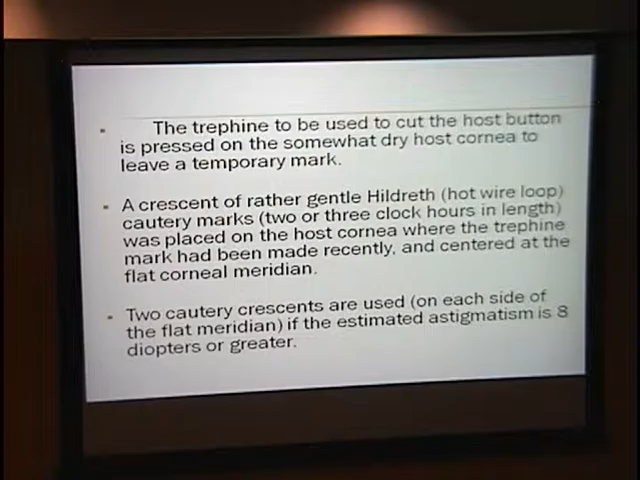 The trephine to be used to cut the host button
is pressed on the somewhat dry host cornea to
leave a temporary mark.
A crescent of rather gentle Hildreth (hot wire loop)
cautery marks (two or three clock hours in length)
was placed on the host cornea where the trephine
mark had been made recently, and centered at the
flat corneal meridian.
Two cautery crescents are used (on each side of
the flat meridian) if the estimated astigmatism is 8
diopters or greater.